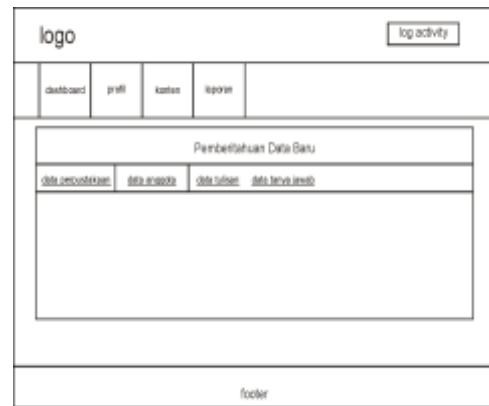 logo
log activity
dashboard profil konten laporan
Pemberitahuan Data Baru
data perpustakaan data anggota data tulisan data tanya jawab
footer